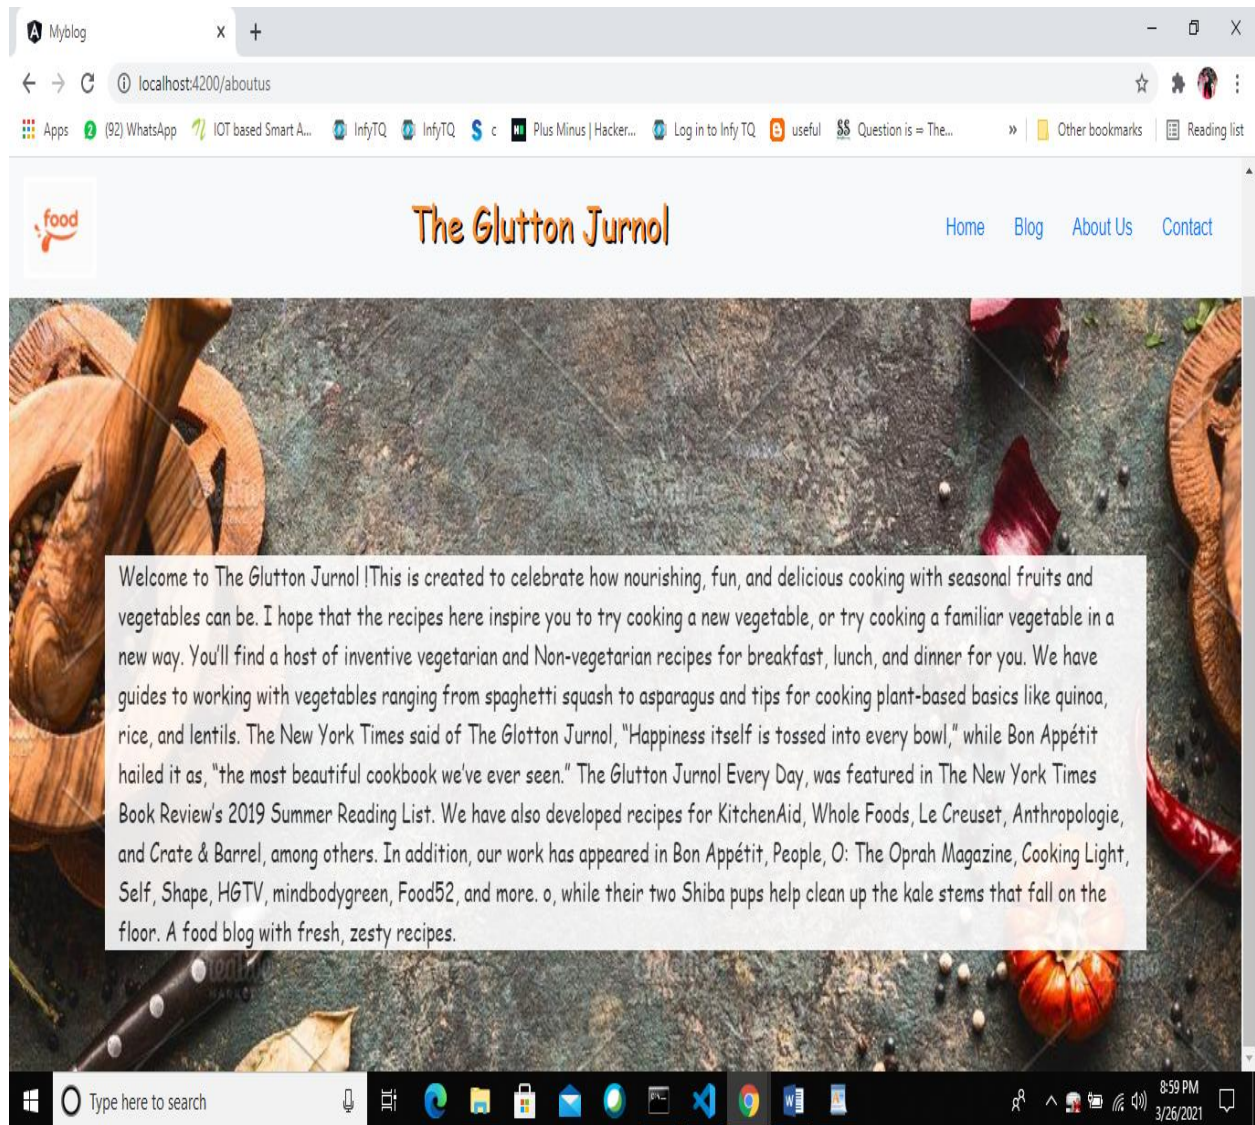 Myblog
localhost:4200/aboutus
Apps (92) WhatsApp IOT based Smart A... InfyTQ InfyTQ c Plus Minus | Hacker... Log in to Infy TQ useful Question is = The... » Other bookmarks Reading list
food
The Glutton Jurnol
Home Blog About Us Contact
Welcome to The Glutton Jurnol !This is created to celebrate how nourishing, fun, and delicious cooking with seasonal fruits and
vegetables can be. I hope that the recipes here inspire you to try cooking a new vegetable, or try cooking a familiar vegetable in a
new way. You'll find a host of inventive vegetarian and Non-vegetarian recipes for breakfast, lunch, and dinner for you. We have
guides to working with vegetables ranging from spaghetti squash to asparagus and tips for cooking plant-based basics like quinoa,
rice, and lentils. The New York Times said of The Glotton Jurnol, “Happiness itself is tossed into every bowl,” while Bon Appétit
hailed it as, “the most beautiful cookbook we've ever seen.” The Glutton Jurnol Every Day, was featured in The New York Times
Book Review's 2019 Summer Reading List. We have also developed recipes for KitchenAid, Whole Foods, Le Creuset, Anthropologie,
and Crate & Barrel, among others. In addition, our work has appeared in Bon Appétit, People, O: The Oprah Magazine, Cooking Light,
Self, Shape, HGTV, mindbodygreen, Food52, and more. o, while their two Shiba pups help clean up the kale stems that fall on the
floor. A food blog with fresh, zesty recipes.
Type here to search
8:59 PM
3/26/2021